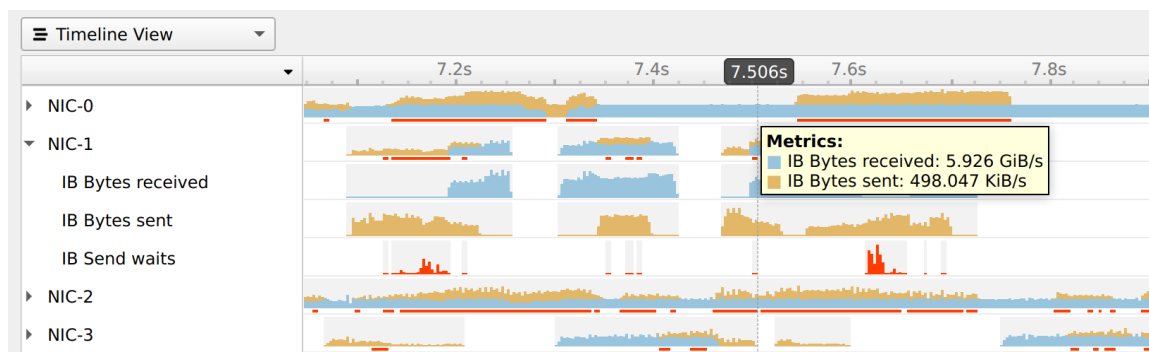 Timeline View
7.2s 7.4s 7.506s 7.6s 7.8s
NIC-0
NIC-1
Metrics:
IB Bytes received: 5.926 GiB/s
IB Bytes sent: 498.047 KiB/s
IB Bytes received
IB Bytes sent
IB Send waits
NIC-2
NIC-3